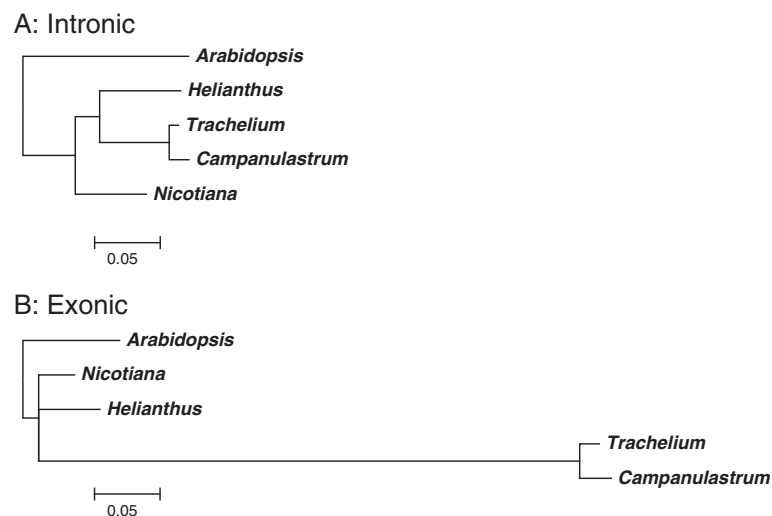 A: Intronic
Arabidopsis
Helianthus
Trachelium
Campanulastrum
Nicotiana
0.05
B: Exonic
Arabidopsis
Nicotiana
Helianthus
Trachelium
Campanulastrum
0.05